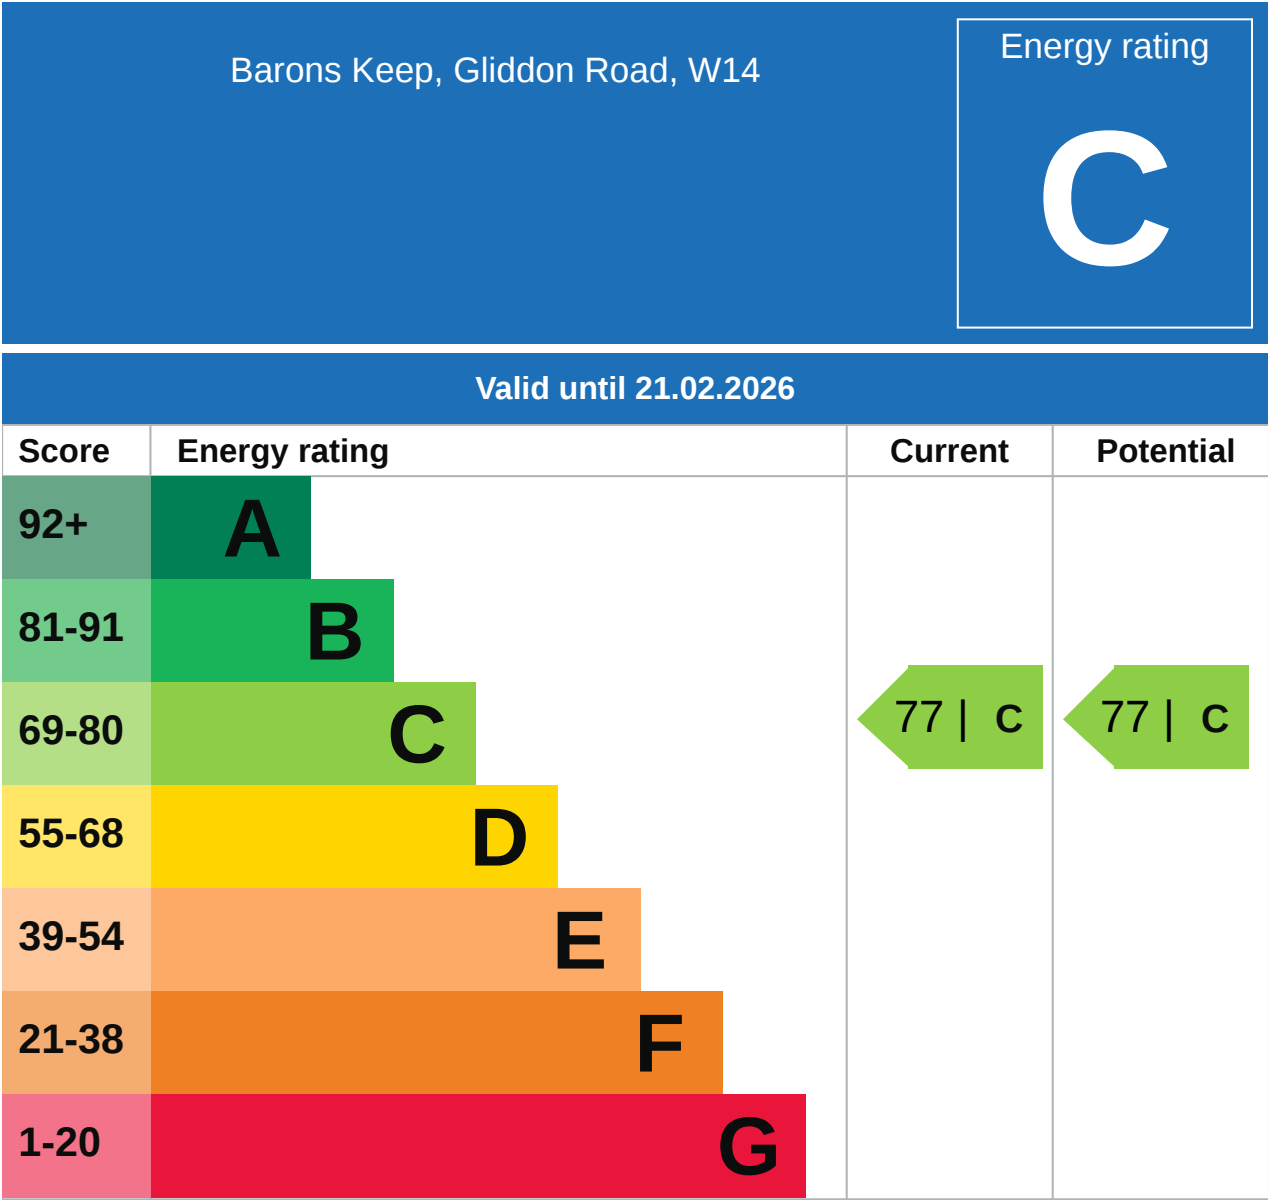 Barons Keep, Gliddon Road, W14
Energy rating
C
Valid until 21.02.2026
Score Energy rating Current Potential
92+ A
81-91 B
69-80 C 77 | C 77 | C
55-68 D
39-54 E
21-38 F
1-20 G